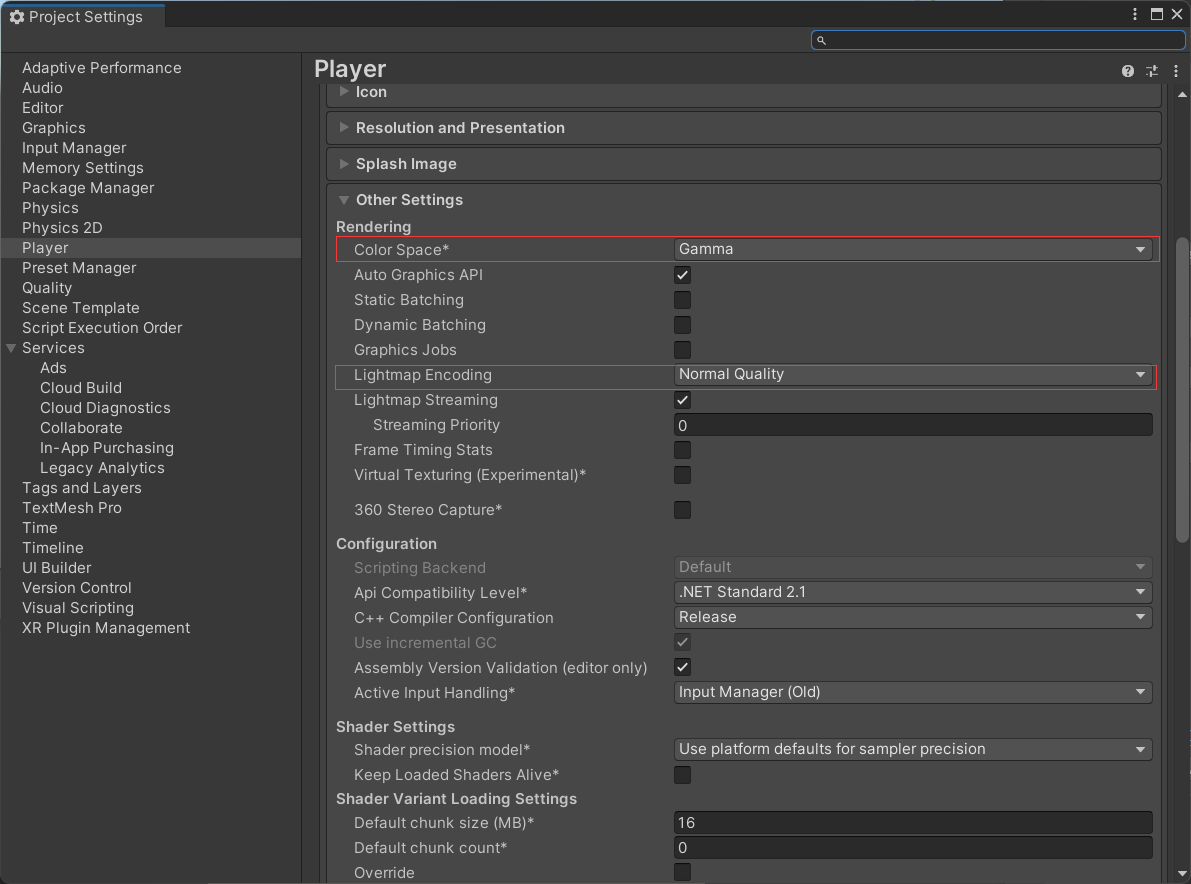 Project Settings
Adaptive Performance
Audio
Editor
Graphics
Input Manager
Memory Settings
Package Manager
Physics
Physics 2D
Player
Preset Manager
Quality
Scene Template
Script Execution Order
Services
Ads
Cloud Build
Cloud Diagnostics
Collaborate
In-App Purchasing
Legacy Analytics
Tags and Layers
TextMesh Pro
Time
Timeline
UI Builder
Version Control
Visual Scripting
XR Plugin Management
Player
Icon
Resolution and Presentation
Splash Image
Other Settings
Rendering
Color Space* Gamma
Auto Graphics API
Static Batching
Dynamic Batching
Graphics Jobs
Lightmap Encoding Normal Quality
Lightmap Streaming
Streaming Priority 0
Frame Timing Stats
Virtual Texturing (Experimental)*
360 Stereo Capture*
Configuration
Scripting Backend Default
Api Compatibility Level* .NET Standard 2.1
C++ Compiler Configuration Release
Use incremental GC
Assembly Version Validation (editor only)
Active Input Handling* Input Manager (Old)
Shader Settings
Shader precision model* Use platform defaults for sampler precision
Keep Loaded Shaders Alive*
Shader Variant Loading Settings
Default chunk size (MB)* 16
Default chunk count* 0
Override